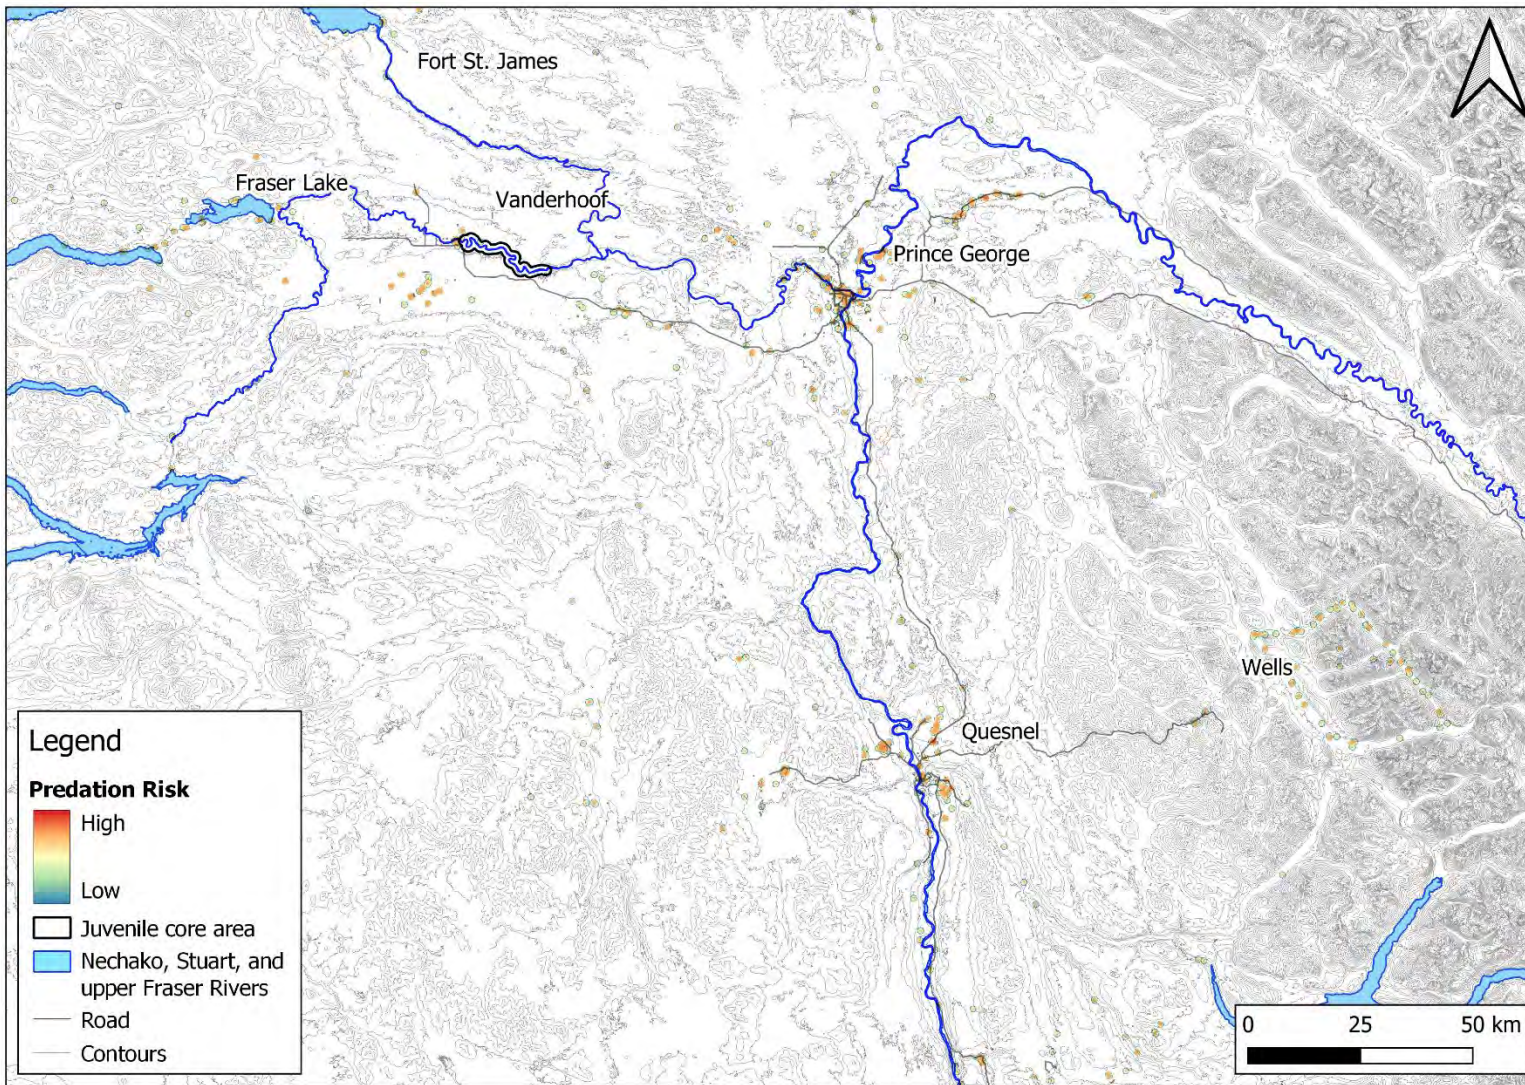 Fort St. James
Fraser Lake
Vanderhoof
Prince George
Wells
Quesnel
Legend
Predation Risk
High
Low
Juvenile core area
Nechako, Stuart, and
upper Fraser Rivers
Road
Contours
0 25 50 km